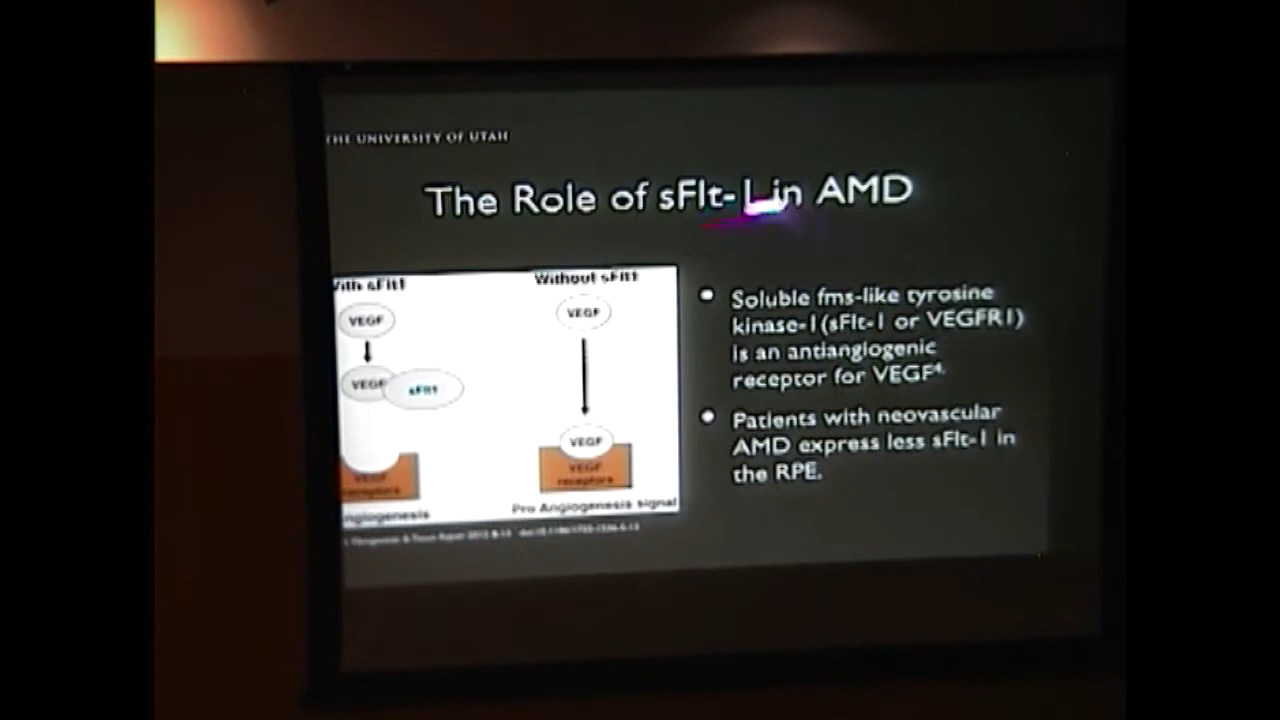 THE UNIVERSITY OF UTAH
The Role of sFlt-1 in AMD
With sFlt1
Without sFlt1
VEGF
VEGF
VEGF
sFlt1
VEGF
VEGF
receptors
VEGF
receptors
Angiogenesis
Pro Angiogenesis signal
• Soluble fms-like tyrosine
kinase-1(sFlt-1 or VEGFR1)
is an antiangiogenic
receptor for VEGF4.
• Patients with neovascular
AMD express less sFlt-1 in
the RPE.